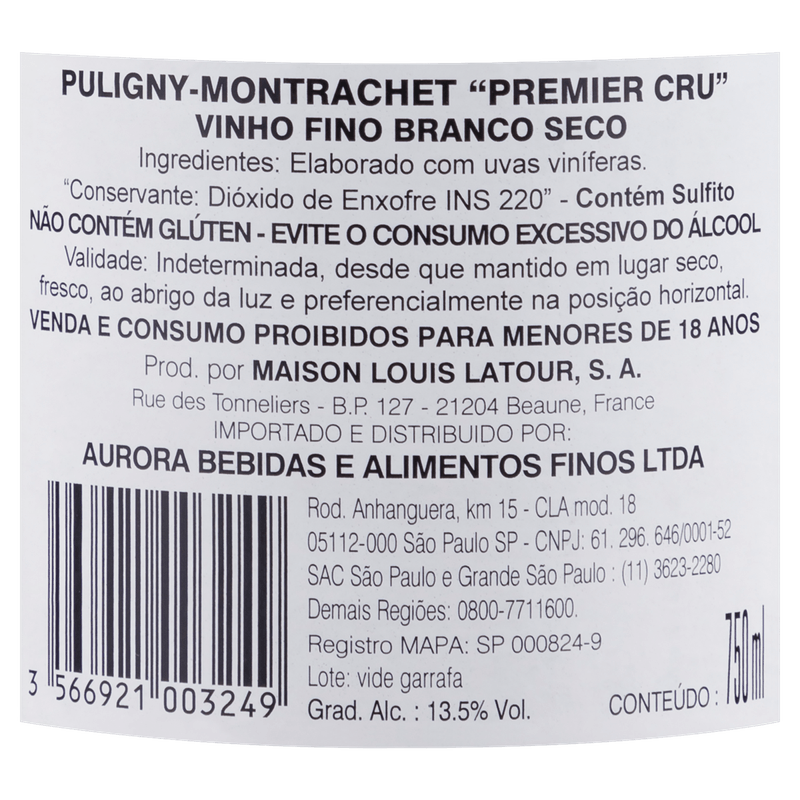 PULIGNY-MONTRACHET “PREMIER CRU”
VINHO FINO BRANCO SECO
Ingredientes: Elaborado com uvas viníferas.
“Conservante: Dióxido de Enxofre INS 220” - Contém Sulfito
NÃO CONTÉM GLÚTEN - EVITE O CONSUMO EXCESSIVO DO ÁLCOOL
Validade: Indeterminada, desde que mantido em lugar seco,
fresco, ao abrigo da luz e preferencialmente na posição horizontal.
VENDA E CONSUMO PROIBIDOS PARA MENORES DE 18 ANOS
Prod. por MAISON LOUIS LATOUR, S. A.
Rue des Tonneliers - B.P. 127 - 21204 Beaune, France
IMPORTADO E DISTRIBUIDO POR:
AURORA BEBIDAS E ALIMENTOS FINOS LTDA
Rod. Anhanguera, km 15 - CLA mod. 18
05112-000 São Paulo SP - CNPJ: 61. 296. 646/0001-52
SAC São Paulo e Grande São Paulo : (11) 3623-2280
Demais Regiões: 0800-7711600.
Registro MAPA: SP 000824-9
Lote: vide garrafa
Grad. Alc. : 13.5% Vol.
CONTEÚDO : 750 ml
3 566921 003249